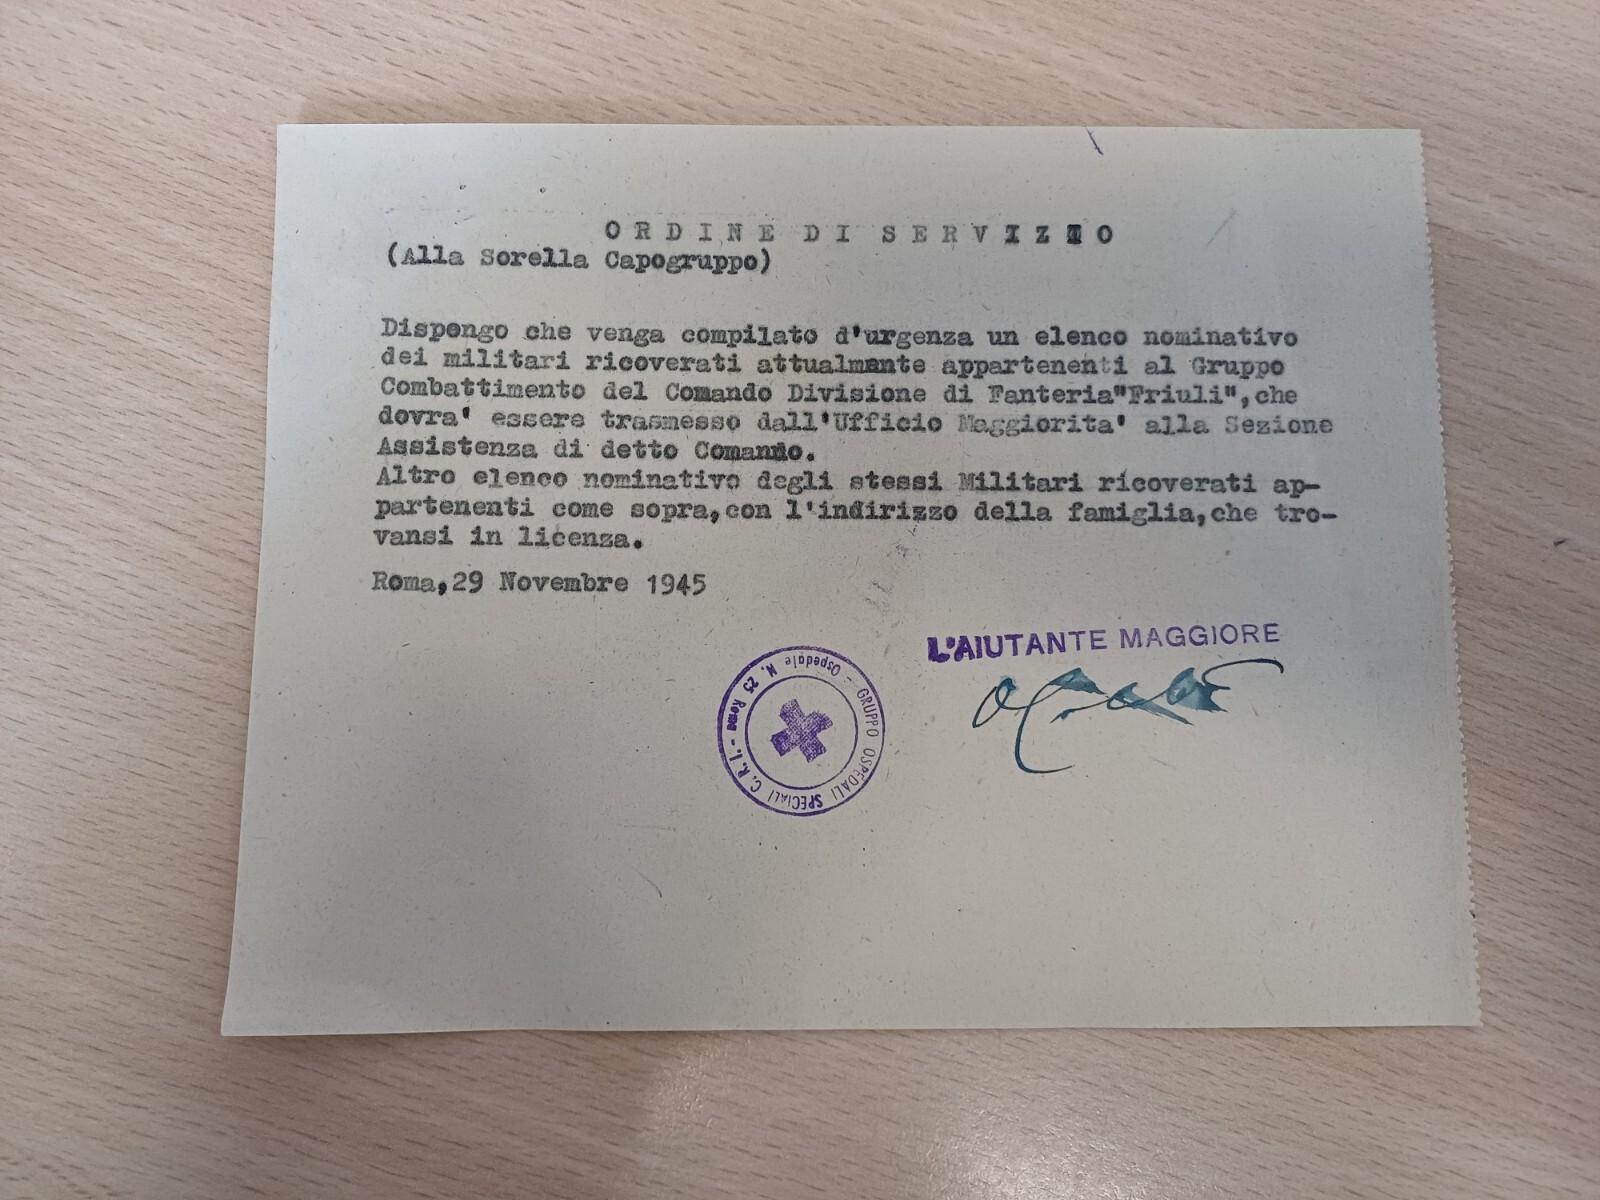 ORDINE DI SERVIZIO
(Alla Sorella Capogruppo)
Dispongo che venga compilato d'urgenza un elenco nominativo
dei militari ricoverati attualmante appartenenti al Gruppo
Combattimento del Comando Divisione di Fanteria"Friuli",che
dovra' essere trasmesso dall'Ufficio Maggiorita' alla Sezione
Assistenza di detto Comando.
Altro elenco nominativo degli stessi Militari ricoverati ap-
partenenti come sopra,con l'indirizzo della famiglia,che tro-
vansi in licenza.
Roma,29 Novembre 1945
L'AIUTANTE MAGGIORE
GRUPPO OSPEDALI SPECIALI C.R.I. - Ospedale N. 25 Roma -